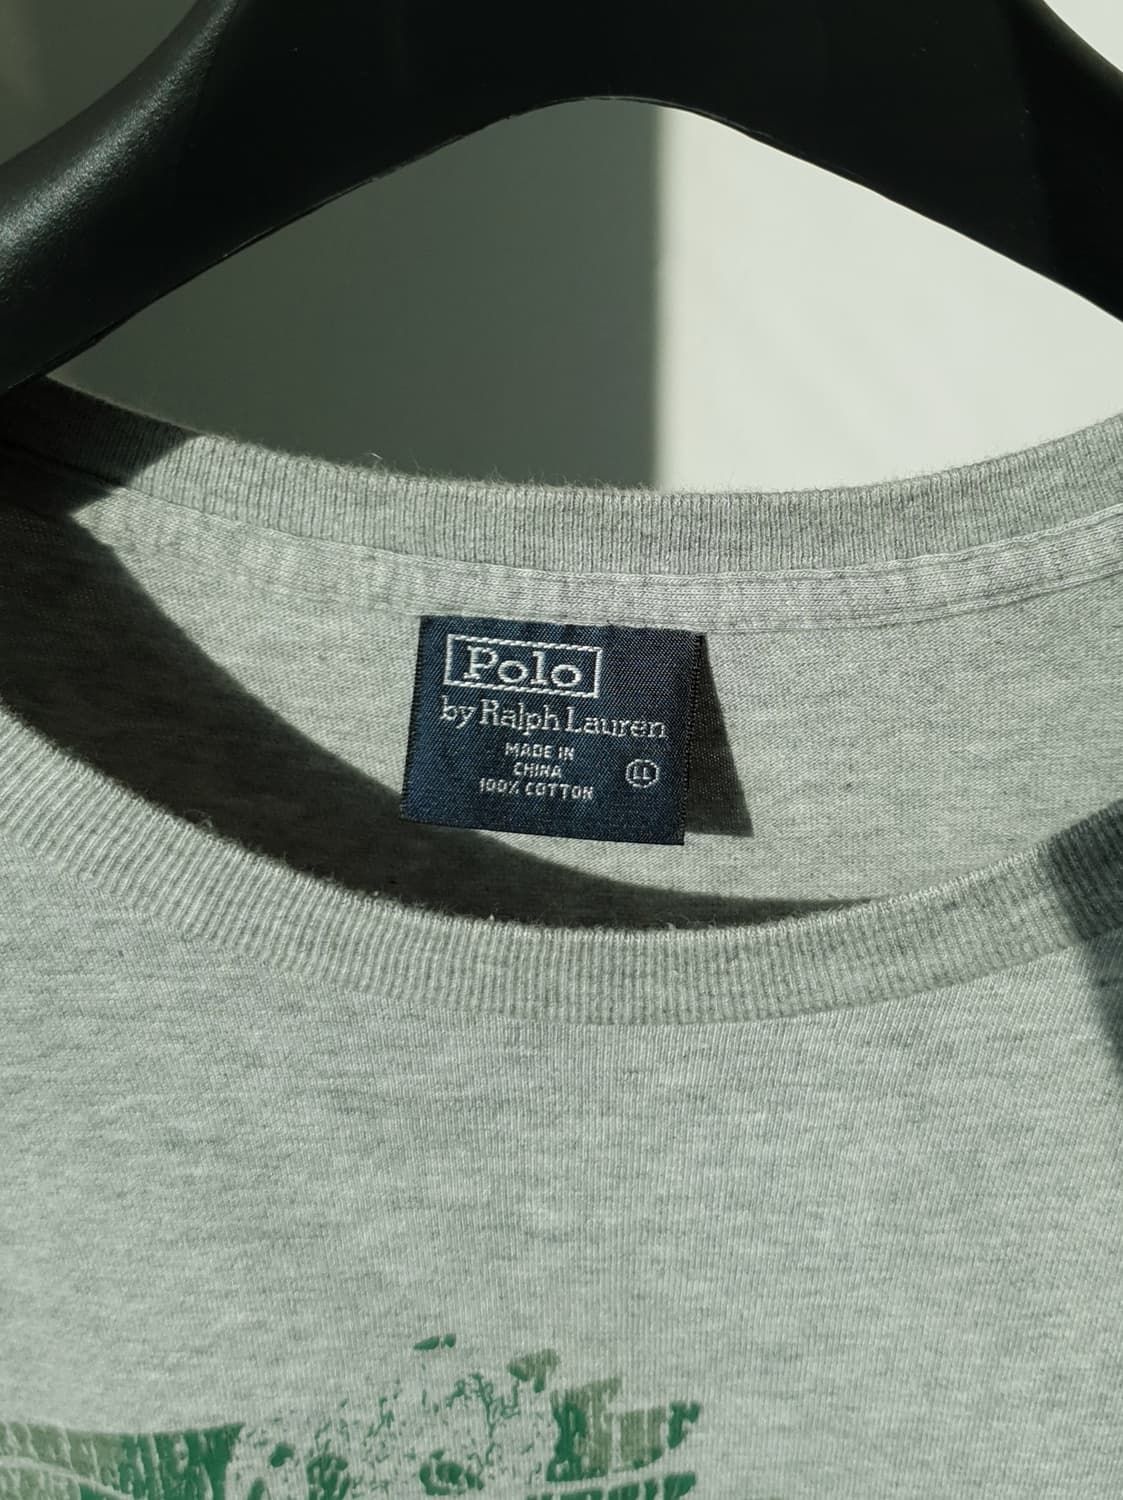 Polo
by Ralph Lauren
MADE IN
CHINA
100% COTTON
LL